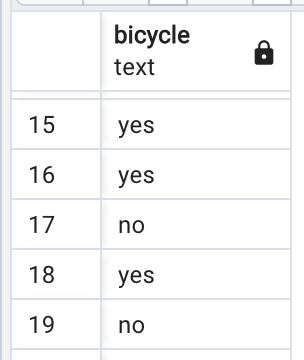 bicycle
text
15 yes
16 yes
17 no
18 yes
19 no